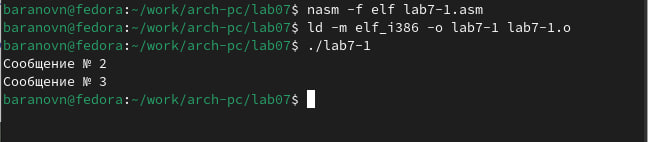 baranovn@fedora:~/work/arch-pc/lab07$ nasm -f elf lab7-1.asm
baranovn@fedora:~/work/arch-pc/lab07$ ld -m elf_i386 -o lab7-1 lab7-1.o
baranovn@fedora:~/work/arch-pc/lab07$ ./lab7-1
Сообщение № 2
Сообщение № 3
baranovn@fedora:~/work/arch-pc/lab07$